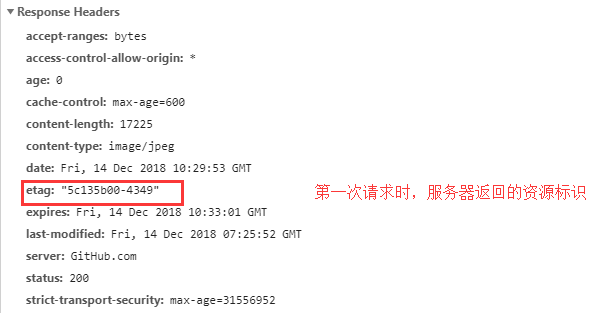 Response Headers
accept-ranges: bytes
access-control-allow-origin: *
age: 0
cache-control: max-age=600
content-length: 17225
content-type: image/jpeg
date: Fri, 14 Dec 2018 10:29:53 GMT
etag: "5c135b00-4349" 第一次请求时，服务器返回的资源标识
expires: Fri, 14 Dec 2018 10:33:01 GMT
last-modified: Fri, 14 Dec 2018 07:25:52 GMT
server: GitHub.com
status: 200
strict-transport-security: max-age=31556952